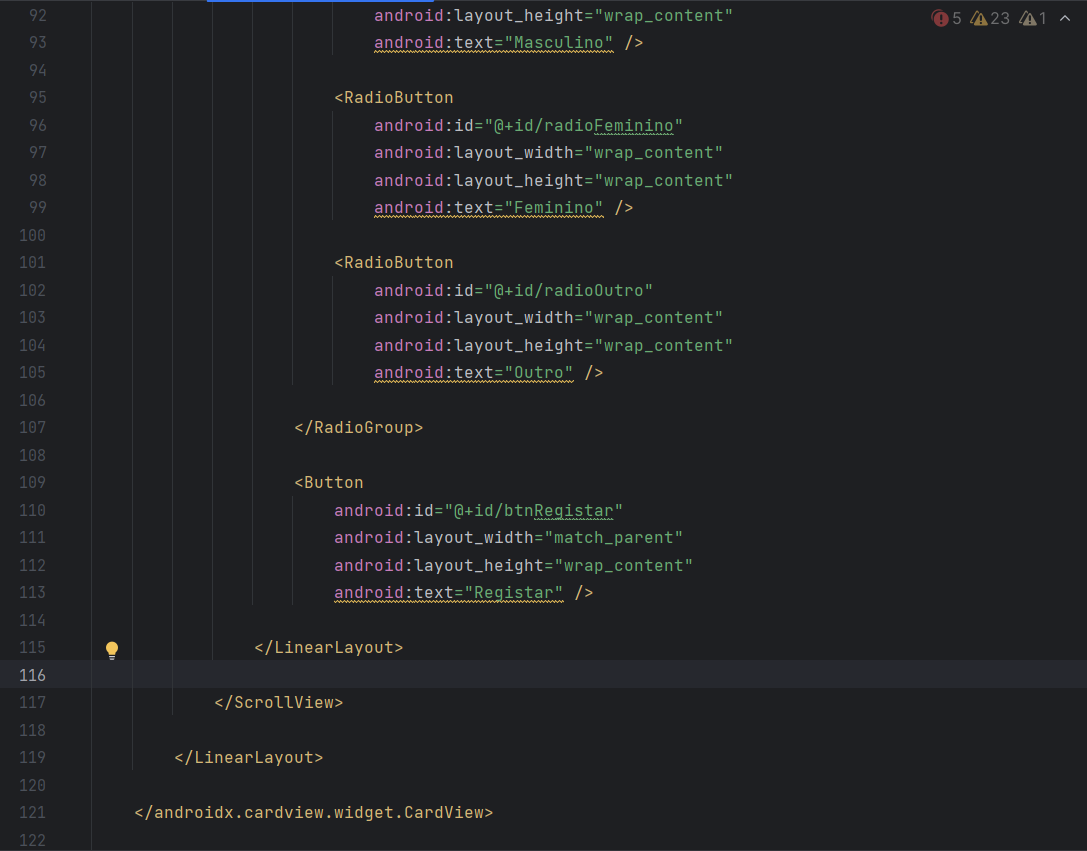 92 android:layout_height="wrap_content" 5 23 1
93 android:text="Masculino" />
94
95 <RadioButton
96 android:id="@+id/radioFeminino"
97 android:layout_width="wrap_content"
98 android:layout_height="wrap_content"
99 android:text="Feminino" />
100
101 <RadioButton
102 android:id="@+id/radioOutro"
103 android:layout_width="wrap_content"
104 android:layout_height="wrap_content"
105 android:text="Outro" />
106
107 </RadioGroup>
108
109 <Button
110 android:id="@+id/btnRegistar"
111 android:layout_width="match_parent"
112 android:layout_height="wrap_content"
113 android:text="Registar" />
114
115 </LinearLayout>
116
117 </ScrollView>
118
119 </LinearLayout>
120
121 </androidx.cardview.widget.CardView>
122